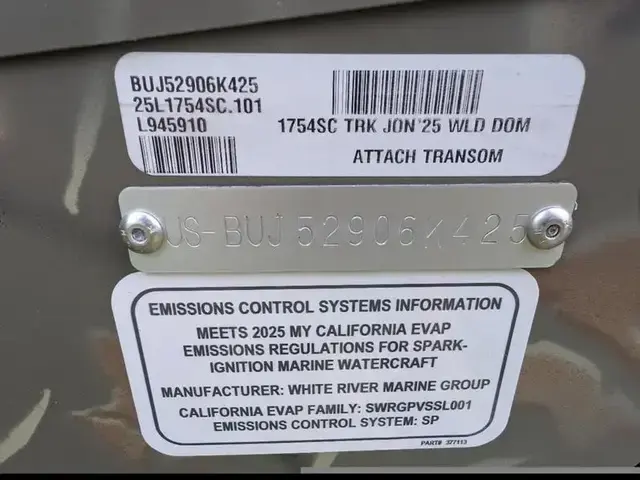 BUJ52906K425
25L1754SC.101
L945910
1754SC TRK JON'25 WLD DOM
ATTACH TRANSOM
US-BUJ52906K425
EMISSIONS CONTROL SYSTEMS INFORMATION
MEETS 2025 MY CALIFORNIA EVAP
EMISSIONS REGULATIONS FOR SPARK-
IGNITION MARINE WATERCRAFT
MANUFACTURER: WHITE RIVER MARINE GROUP
CALIFORNIA EVAP FAMILY: SWRGPVSSL001
EMISSIONS CONTROL SYSTEM: SP
PART# 377113